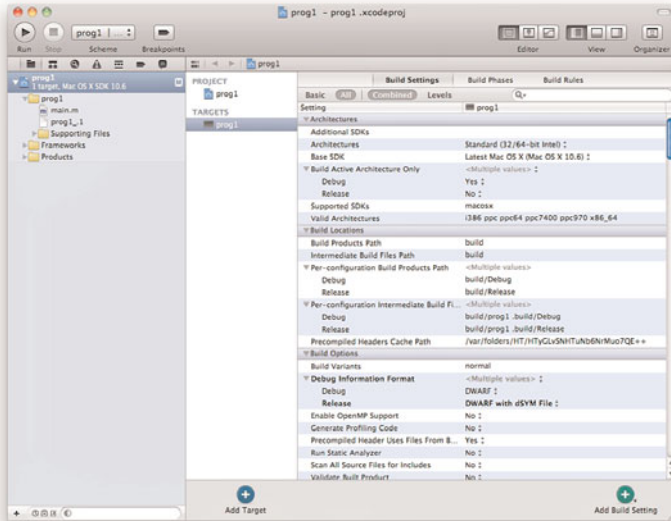 prog1 - prog1 .xcodeproj
prog1 | ...
Run Stop Scheme Breakpoints Editor View Organizer
prog1
prog1
1 target, Mac OS X SDK 10.6
M
prog1
main.m
prog1_.1
Supporting Files
Frameworks
Products
PROJECT
prog1
TARGETS
prog1
Build Settings Build Phases Build Rules
Basic All Combined Levels
Setting prog1
Architectures
Additional SDKs
Architectures Standard (32/64-bit Intel)
Base SDK Latest Mac OS X (Mac OS X 10.6)
Build Active Architecture Only <Multiple values>
Debug Yes
Release No
Supported SDKs macosx
Valid Architectures i386 ppc ppc64 ppc7400 ppc970 x86_64
Build Locations
Build Products Path build
Intermediate Build Files Path build
Per-configuration Build Products Path <Multiple values>
Debug build/Debug
Release build/Release
Per-configuration Intermediate Build Fi... <Multiple values>
Debug build/prog1 .build/Debug
Release build/prog1 .build/Release
Precompiled Headers Cache Path
Build Options
Build Variants normal
Debug Information Format <Multiple values>
Debug DWARF
Release DWARF with dSYM File
Enable OpenMP Support No
Generate Profiling Code No
Precompiled Header Uses Files From B... Yes
Run Static Analyzer No
Scan All Source Files for Includes No
Validate Built Product No
Add Target Add Build Setting